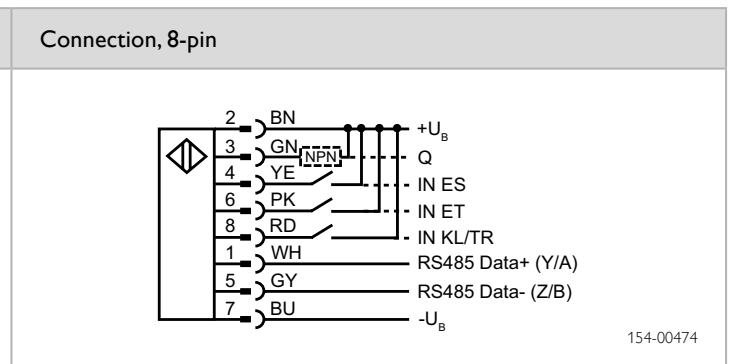 Connection, 8-pin
2 BN +UB
3 GN NPN Q
4 YE IN ES
6 PK IN ET
8 RD IN KL/TR
1 WH RS485 Data+ (Y/A)
5 GY RS485 Data- (Z/B)
7 BU -UB
154-00474